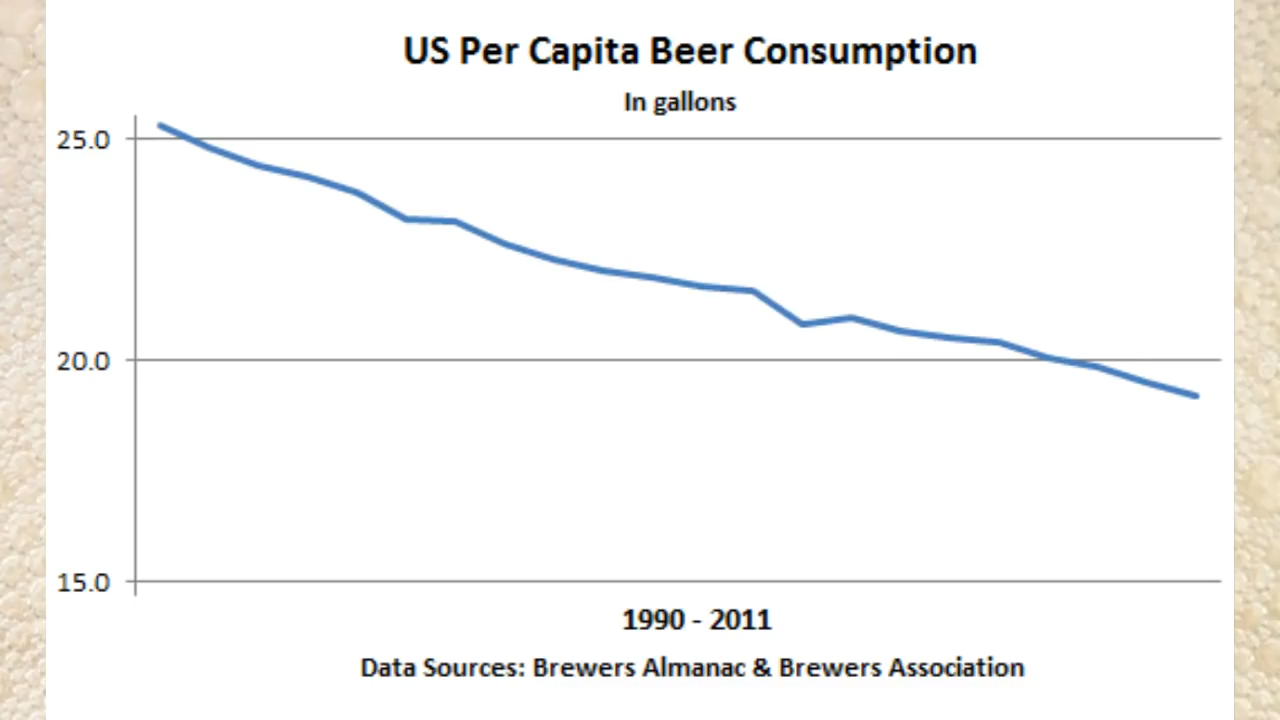 US Per Capita Beer Consumption
In gallons
25.0
20.0
15.0
1990 - 2011
Data Sources: Brewers Almanac & Brewers Association